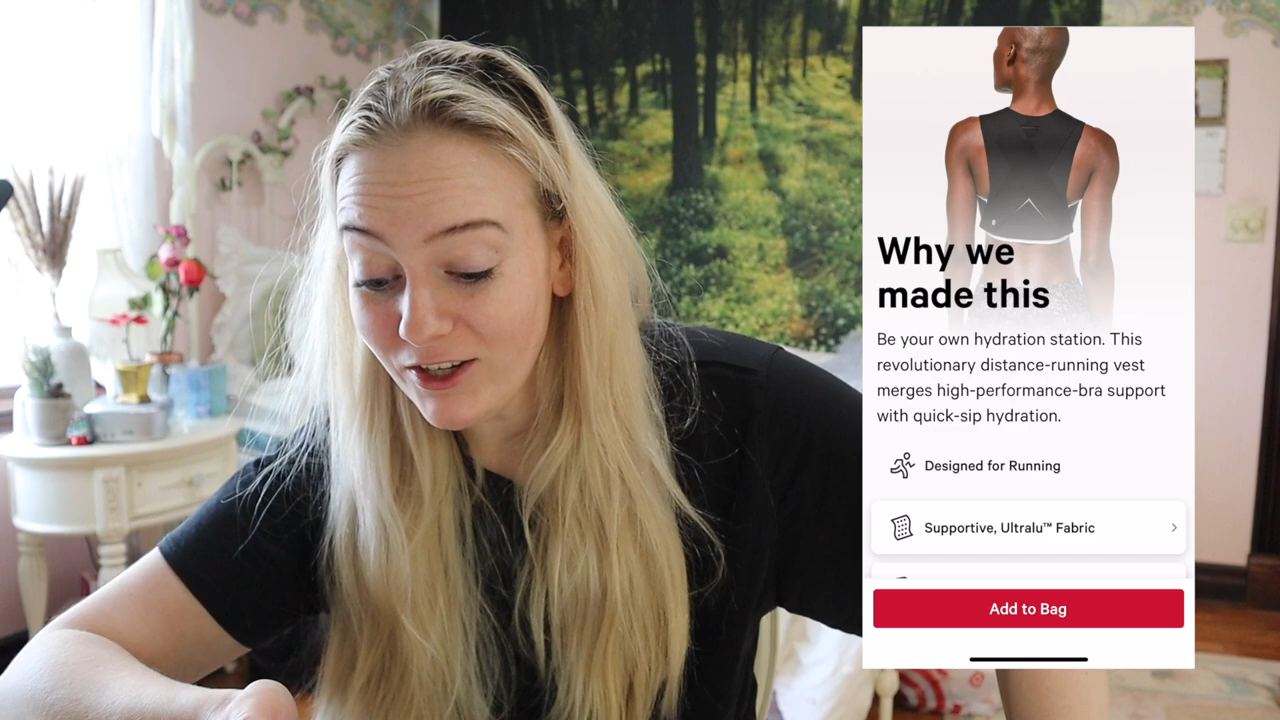 Why we
made this
Be your own hydration station. This
revolutionary distance-running vest
merges high-performance-bra support
with quick-sip hydration.
Designed for Running
Supportive, Ultralu™ Fabric
Add to Bag